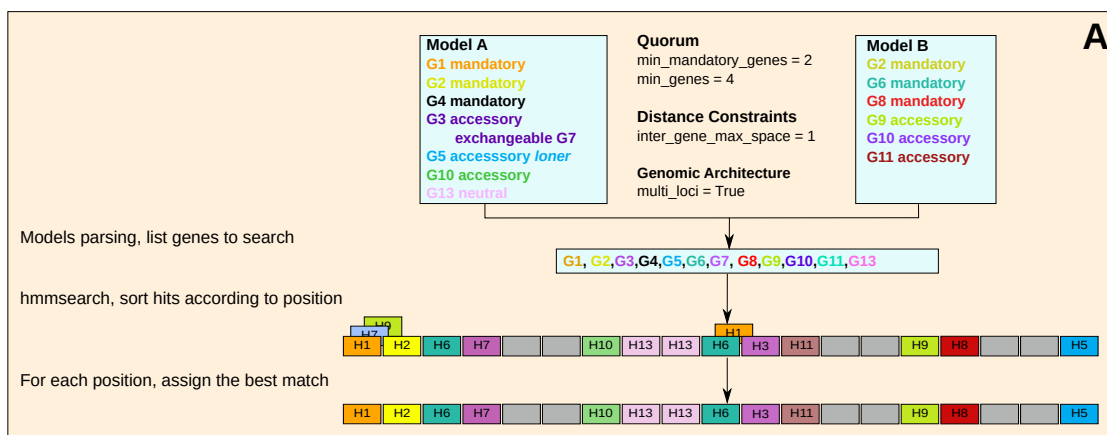 A
Model A
G1 mandatory
G2 mandatory
G4 mandatory
G3 accessory
exchangeable G7
G5 accesssory loner
G10 accessory
G13 neutral
Quorum
min_mandatory_genes = 2
min_genes = 4
Distance Constraints
inter_gene_max_space = 1
Genomic Architecture
multi_loci = True
Model B
G2 mandatory
G6 mandatory
G8 mandatory
G9 accessory
G10 accessory
G11 accessory
Models parsing, list genes to search
G1, G2,G3,G4,G5,G6,G7, G8,G9,G10,G11,G13
hmmsearch, sort hits according to position
H9
H7 H1
H1 H2 H6 H7 H10 H13 H13 H6 H3 H11 H9 H8 H5
For each position, assign the best match
H1 H2 H6 H7 H10 H13 H13 H6 H3 H11 H9 H8 H5